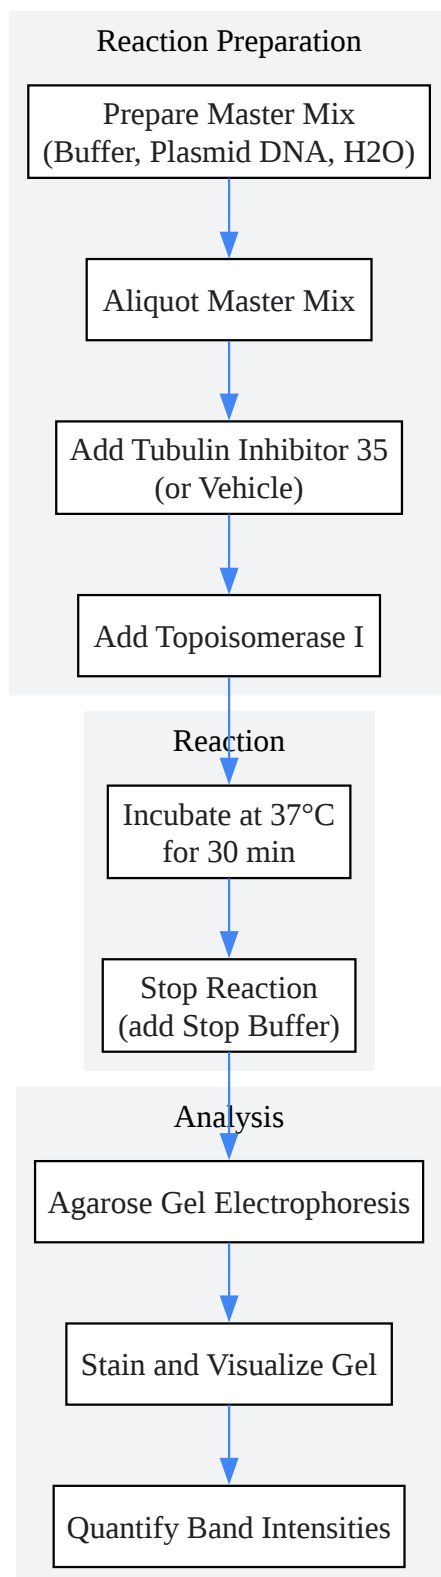 Reaction Preparation
Prepare Master Mix
(Buffer, Plasmid DNA, H2O)
Aliquot Master Mix
Add Tubulin Inhibitor 35
(or Vehicle)
Add Topoisomerase I
Reaction
Incubate at 37°C
for 30 min
Stop Reaction
(add Stop Buffer)
Analysis
Agarose Gel Electrophoresis
Stain and Visualize Gel
Quantify Band Intensities